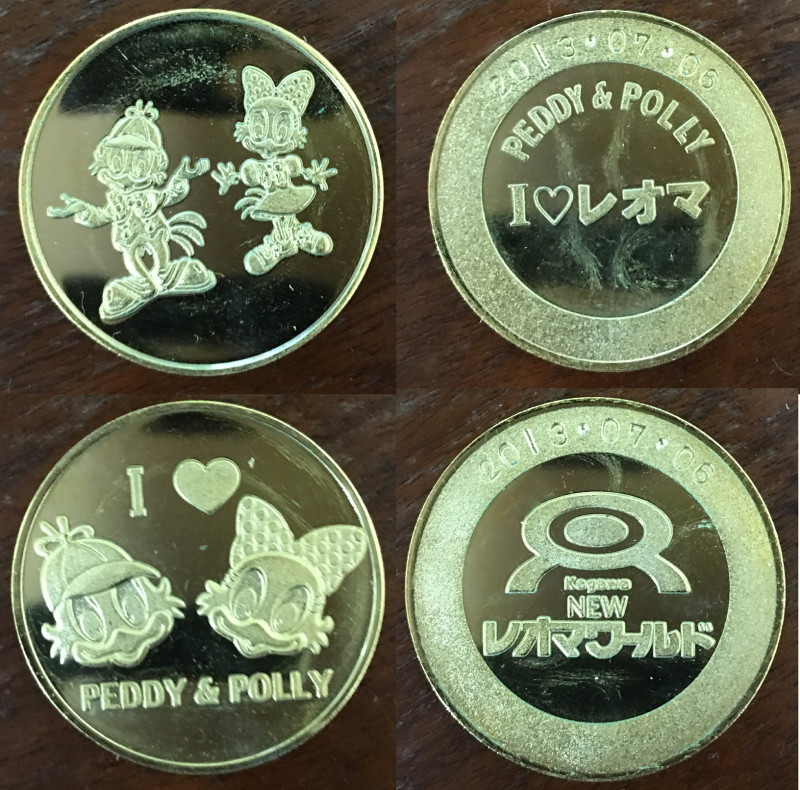 2013・07・06
PEDDY & POLLY
I♡レオマ
I ♥
PEDDY & POLLY
2013・07・06
Kagawa
NEW
レオマワールド